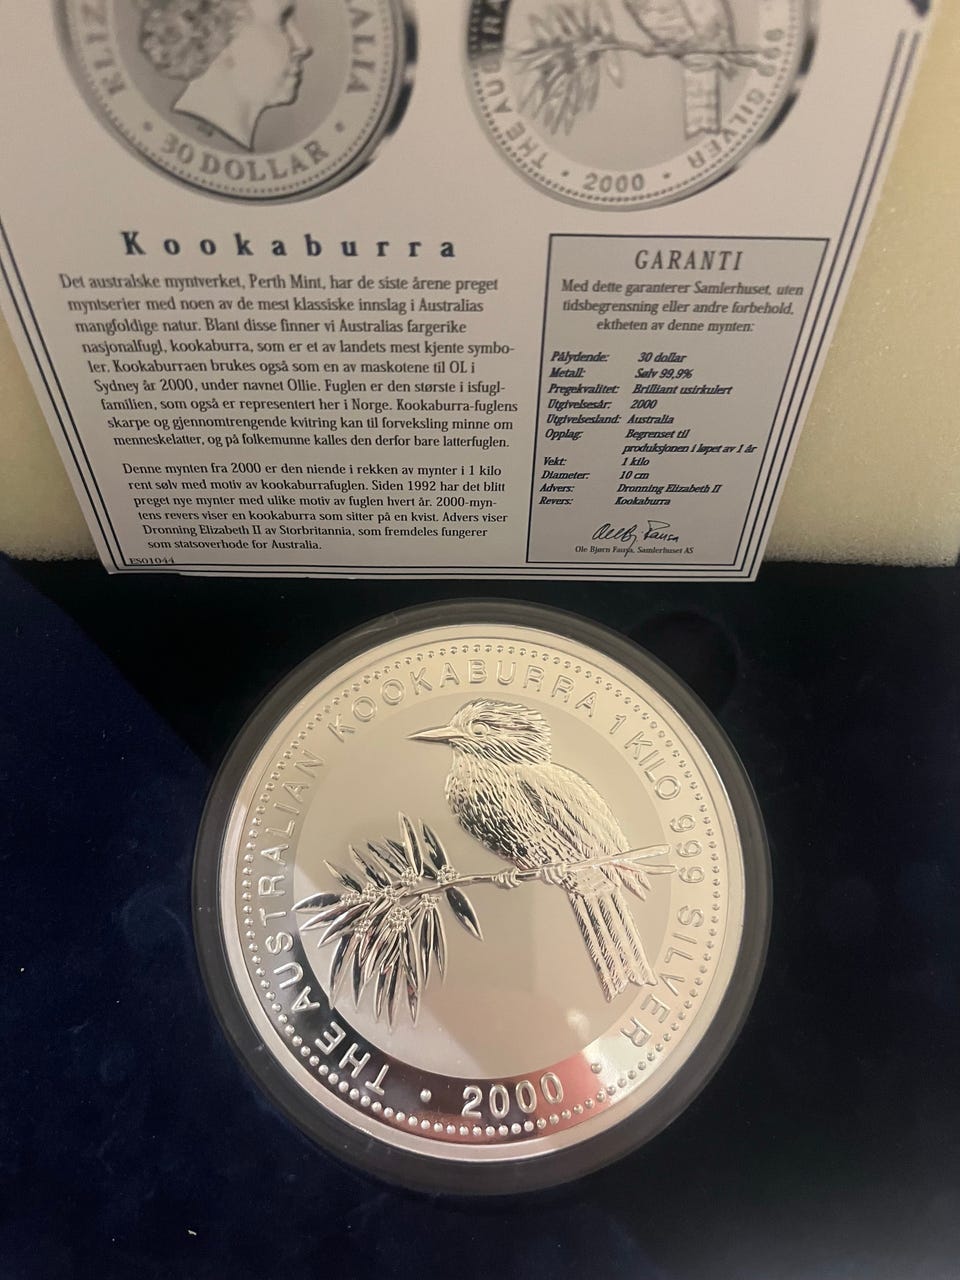 ELIZ
ALIA
30 DOLLAR
THE AUSTRA
999 SILVER
2000
Kookaburra
Det australske myntverket, Perth Mint, har de siste årene preget
myntserier med noen av de mest klassiske innslag i Australias
mangfoldige natur. Blant disse finner vi Australias fargerike
nasjonalfugl, kookaburra, som er et av landets mest kjente symbo-
ler. Kookaburraen brukes også som en av maskotene til OL i
Sydney år 2000, under navnet Ollie. Fuglen er den største i isfugl-
familien, som også er representert her i Norge. Kookaburra-fuglens
skarpe og gjennomtrengende kvitring kan til forveksling minne om
menneskelatter, og på folkemunne kalles den derfor bare latterfuglen.
Denne mynten fra 2000 er den niende i rekken av mynter i 1 kilo
rent sølv med motiv av kookaburrafuglen. Siden 1992 har det blitt
preget nye mynter med ulike motiv av fuglen hvert år. 2000-myn-
tens revers viser en kookaburra som sitter på en kvist. Advers viser
Dronning Elizabeth II av Storbritannia, som fremdeles fungerer
som statsoverhode for Australia.
ES01044
GARANTI
Med dette garanterer Samlerhuset, uten
tidsbegrensning eller andre forbehold,
ektheten av denne mynten:
Pålydende: 30 dollar
Metall: Sølv 99,9%
Pregekvalitet: Brilliant usirkulert
Utgivelsesår: 2000
Utgivelsesland: Australia
Opplag: Begrenset til
produksjonen i løpet av 1 år
Vekt: 1 kilo
Diameter: 10 cm
Advers: Dronning Elizabeth II
Revers: Kookaburra
Ole Bjørn Fausa, Samlerhuset AS
THE AUSTRALIAN KOOKABURRA 1 KILO 999 SILVER
2000